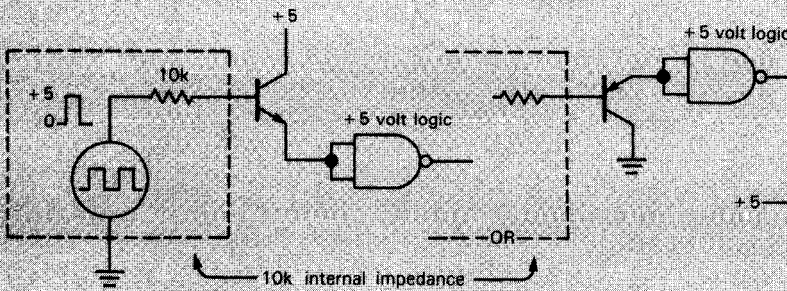 +5
+ 5 volt logic
10k
+5
0
+ 5 volt logic
+5
OR
10k internal impedance